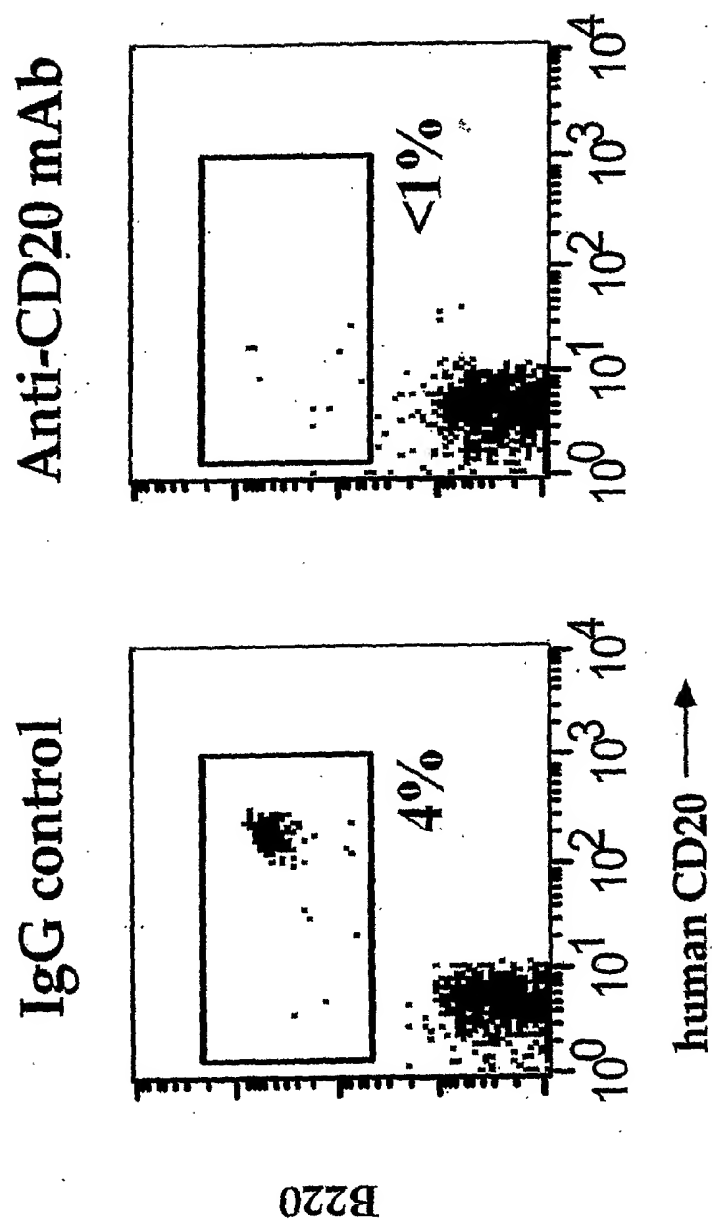 IgG control
Anti-CD20 mAb
B220
4%
<1%
10⁰ 10¹ 10² 10³ 10⁴
10⁰ 10¹ 10² 10³ 10⁴
human CD20